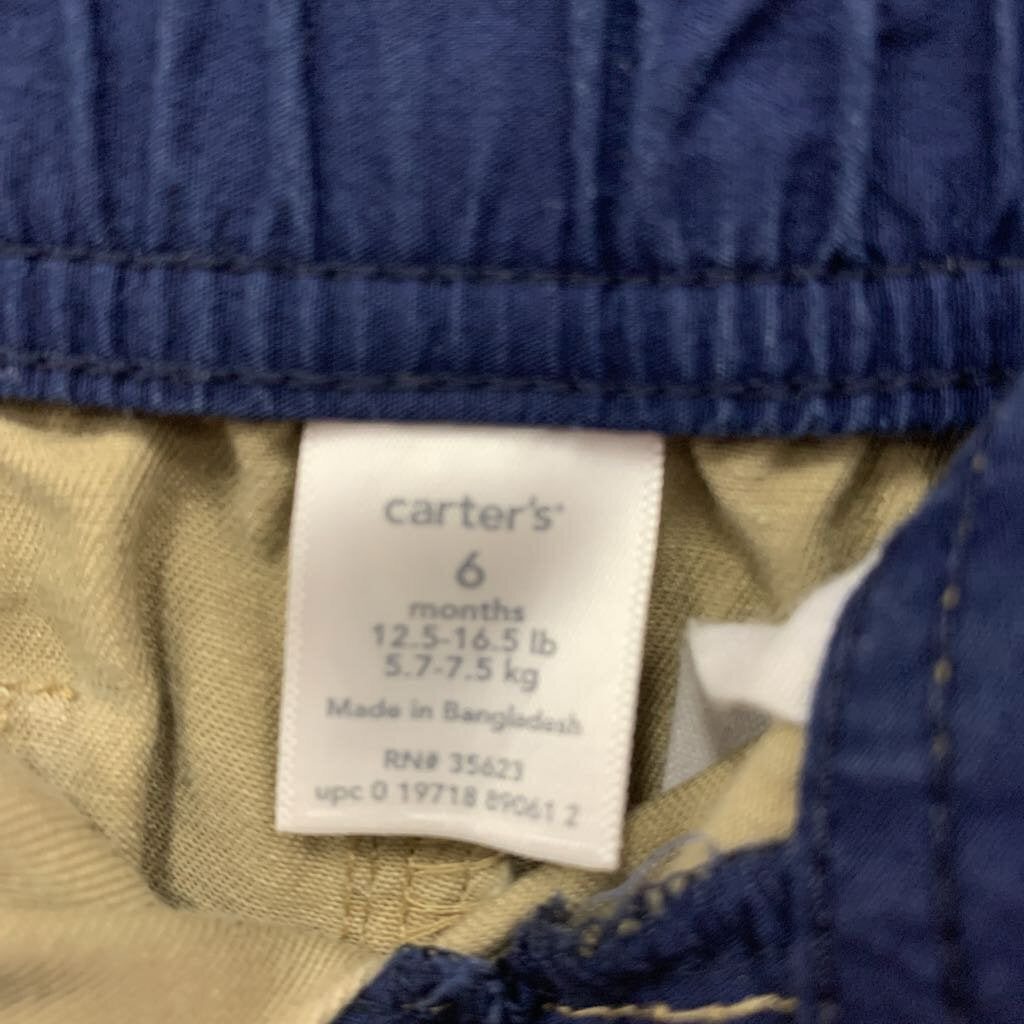 carter's
6
months
12.5-16.5 lb
5.7-7.5 kg
Made in Bangladesh
RN# 35623
upc 0 19718 89061 2